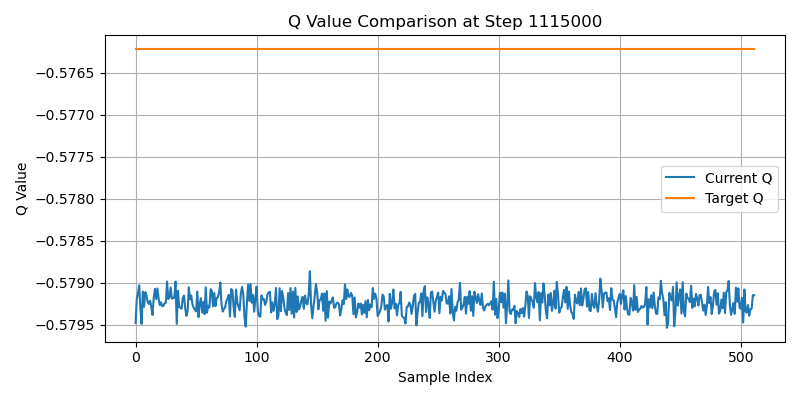 Q Value Comparison at Step 1115000
Q Value
−0.5765
−0.5770
−0.5775
−0.5780
−0.5785
−0.5790
−0.5795
Current Q
Target Q
0
100
200
300
400
500
Sample Index